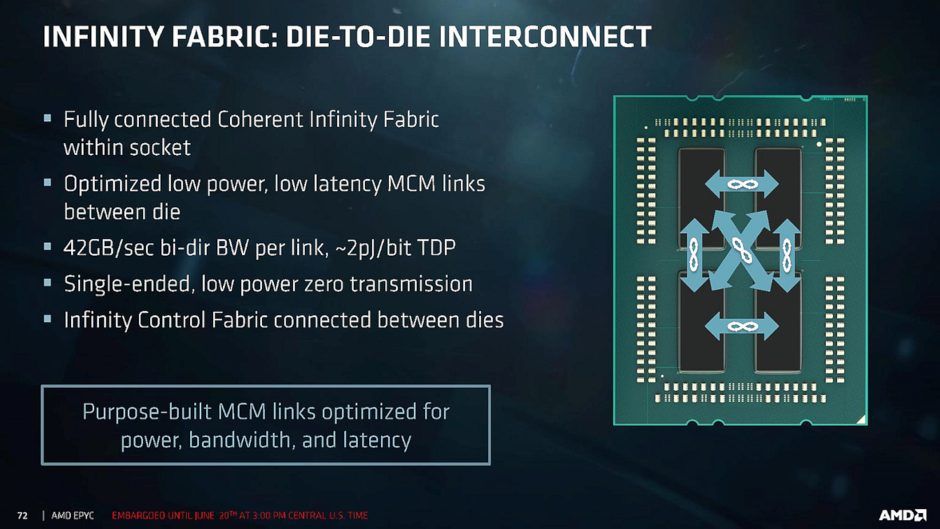 INFINITY FABRIC: DIE-TO-DIE INTERCONNECT
▪ Fully connected Coherent Infinity Fabric
within socket
▪ Optimized low power, low latency MCM links
between die
▪ 42GB/sec bi-dir BW per link, ~2pJ/bit TDP
▪ Single-ended, low power zero transmission
▪ Infinity Control Fabric connected between dies
Purpose-built MCM links optimized for
power, bandwidth, and latency
72 | AMD EPYC EMBARGOED UNTIL JUNE 20TH AT 3:00 PM CENTRAL U.S. TIME
AMD